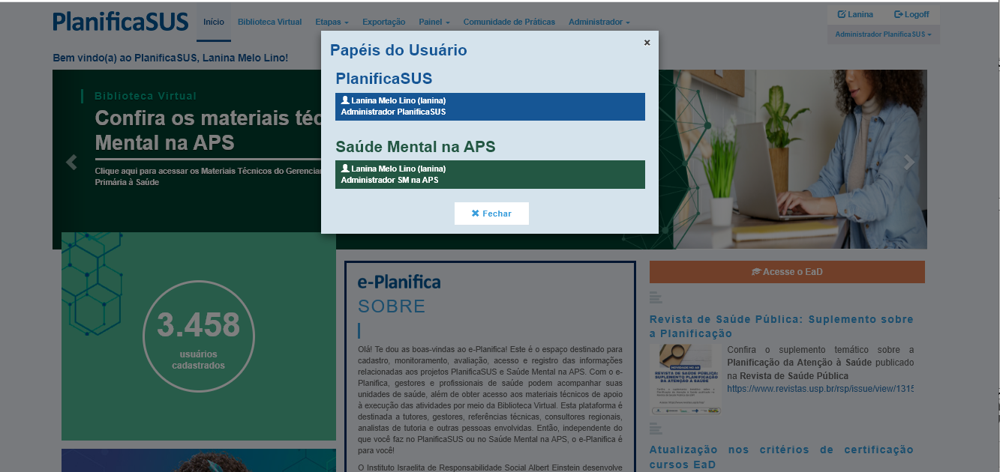 PlanificaSUS
Início
Biblioteca Virtual
Etapas
Exportação
Painel
Comunidade de Práticas
Administrador
Lanina
Logoff
Administrador PlanificaSUS
Bem vindo(a) ao PlanificaSUS, Lanina Melo Lino!
Papéis do Usuário
×
PlanificaSUS
Lanina Melo Lino (lanina)
Administrador PlanificaSUS
Saúde Mental na APS
Lanina Melo Lino (lanina)
Administrador SM na APS
Fechar
Biblioteca Virtual
Confira os materiais téc
Mental na APS
Clique aqui para acessar os Materiais Técnicos do Gerencia
Primária à Saúde
3.458
usuários
cadastrados
e-Planifica
SOBRE
Olá! Te dou as boas-vindas ao e-Planifica! Este é o espaço destinado para
cadastro, monitoramento, avaliação, acesso e registro das informações
relacionadas aos projetos PlanificaSUS e Saúde Mental na APS. Com o e-
Planifica, gestores e profissionais de saúde podem acompanhar suas
unidades de saúde, além de obter acesso aos materiais técnicos de apoio
à execução das atividades por meio da Biblioteca Virtual. Esta plataforma é
destinada a tutores, gestores, referências técnicas, consultores regionais,
analistas de tutoria e outras pessoas envolvidas. Então, independente do
que você faz no PlanificaSUS ou no Saúde Mental na APS, o e-Planifica é
para você!
O Instituto Israelita de Responsabilidade Social Albert Einstein desenvolve
Acesse o EaD
Revista de Saúde Pública: Suplemento sobre
a Planificação
REVISTA DE SAÚDE PÚBLICA:
SUPLEMENTO PLANIFICAÇÃO
DA ATENÇÃO À SAÚDE
Confira o suplemento temático sobre a
Planificação da Atenção à Saúde publicado
na Revista de Saúde Pública
https://www.revistas.usp.br/rsp/issue/view/1315
Atualização nos critérios de certificação
cursos EaD